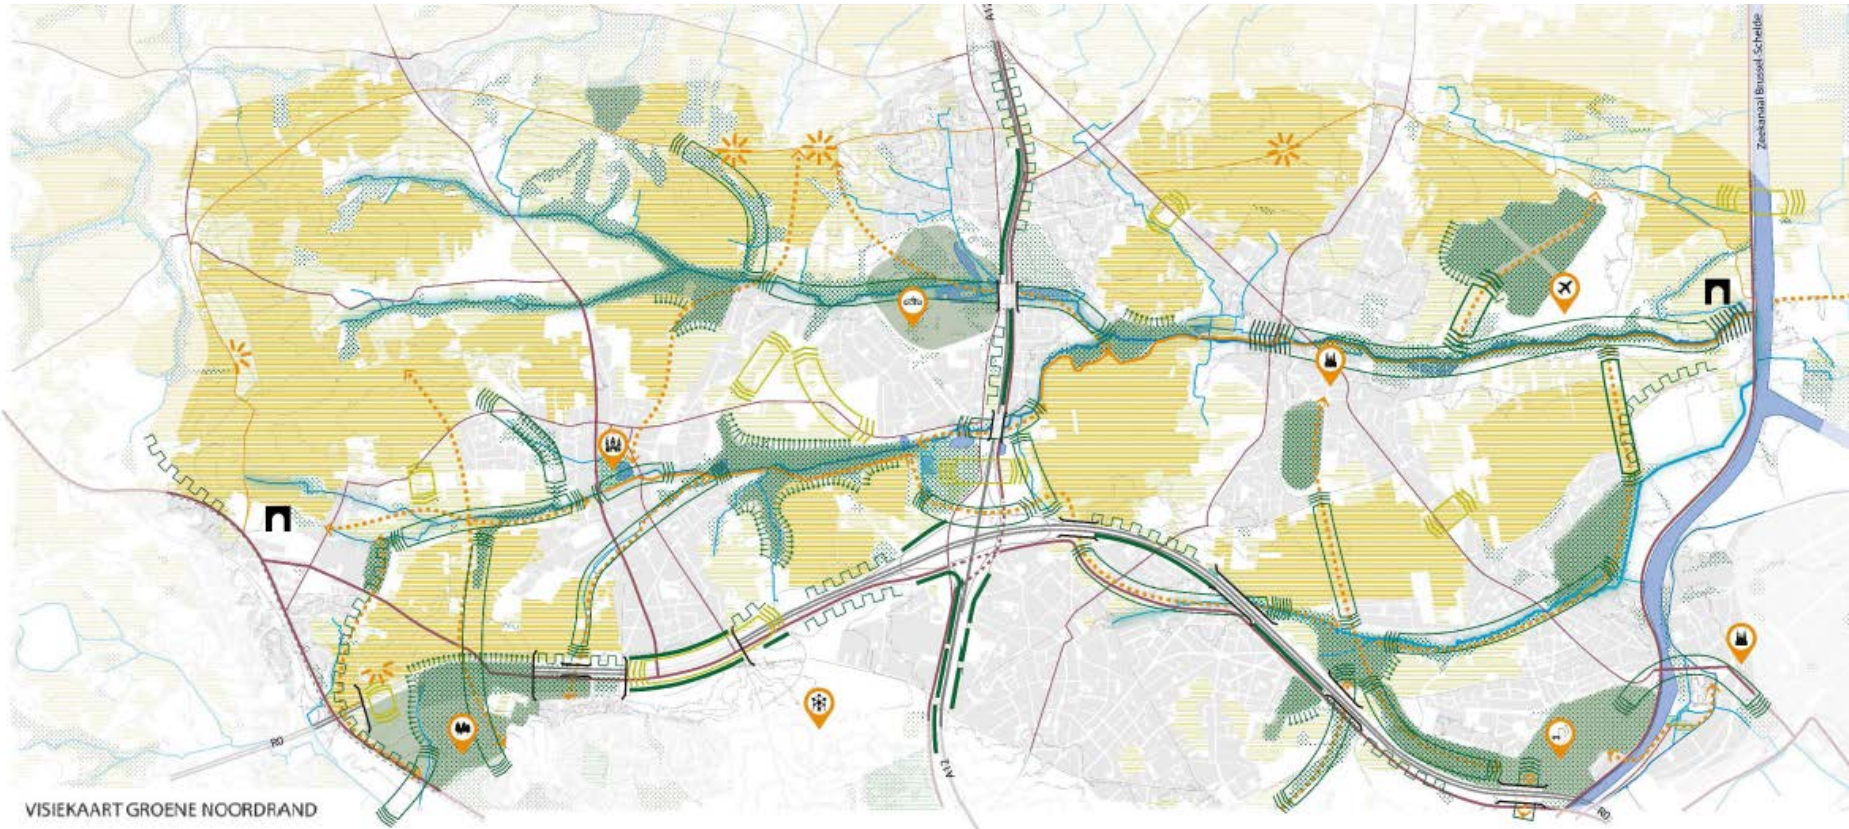 A12
Zeekanaal Brussel-Schelde
R0
A12
R0
VISIEKAART GROENE NOORDRAND